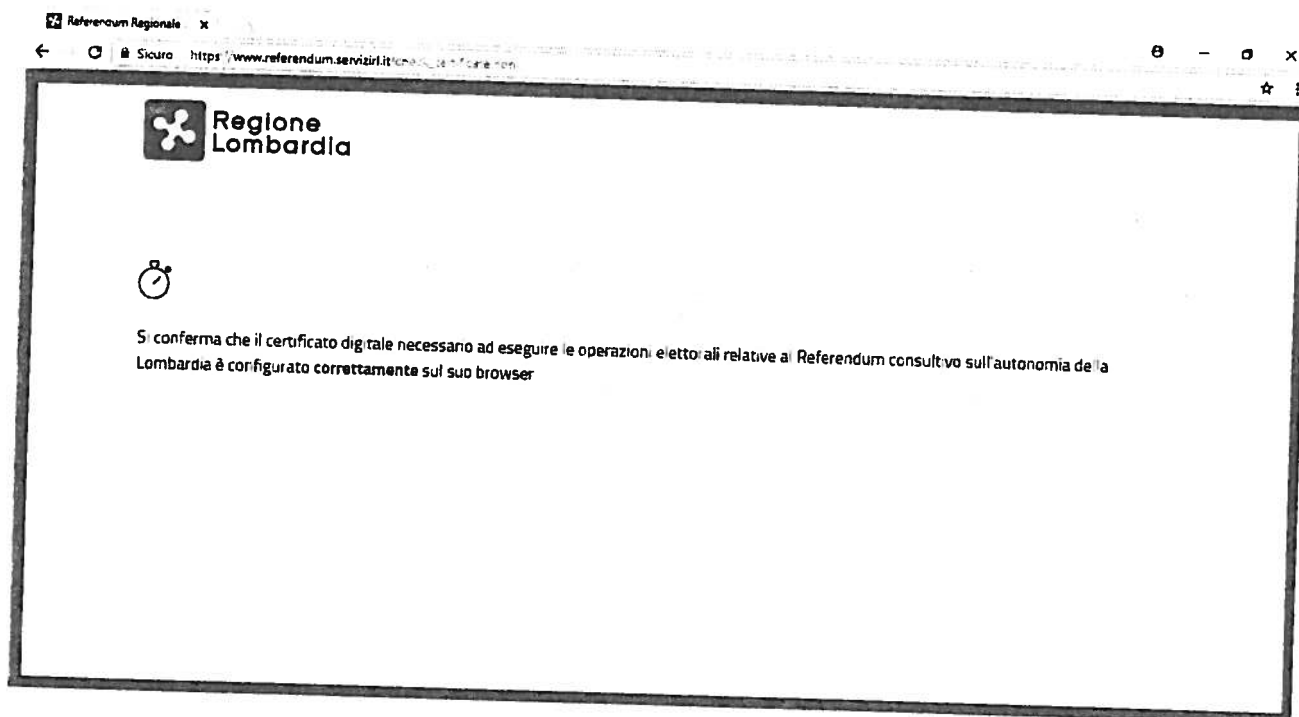 Referendum Regionale
Sicuro https://www.referendum.servizirl.it/
Regione
Lombardia
Si conferma che il certificato digitale necessario ad eseguire le operazioni elettorali relative al Referendum consultivo sull'autonomia della
Lombardia è configurato correttamente sul suo browser